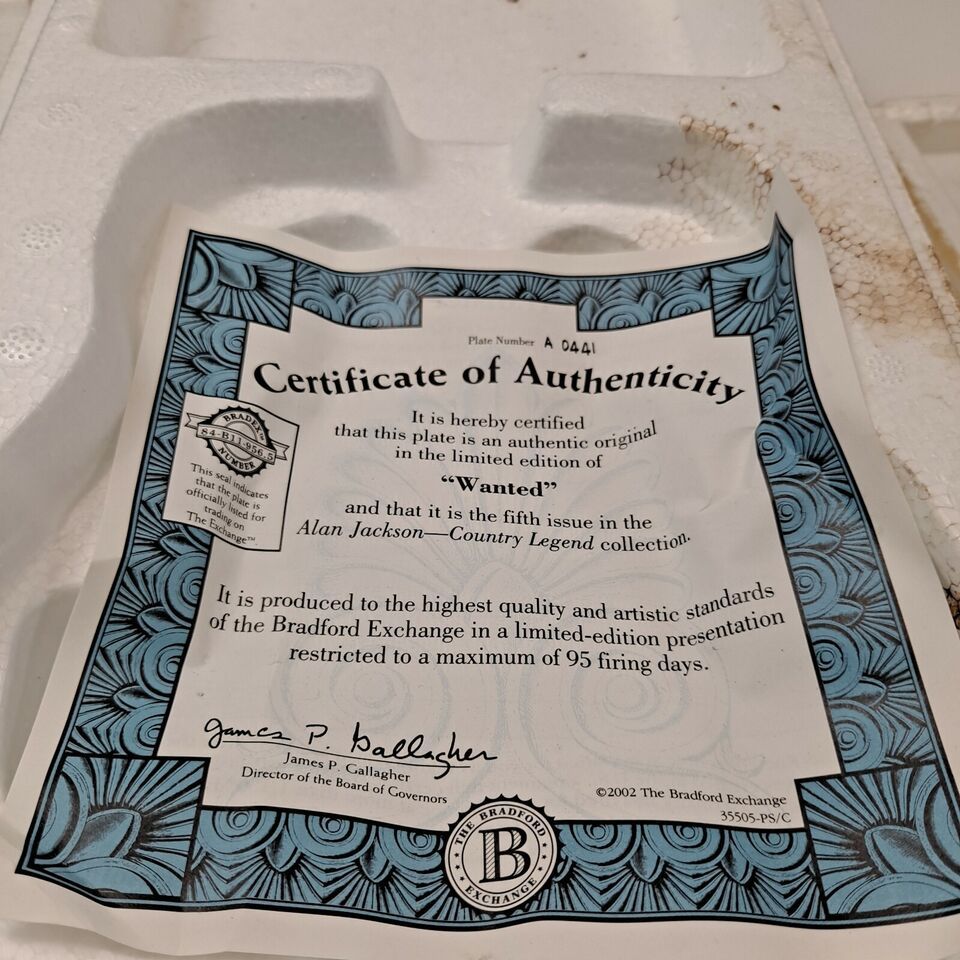 Plate Number A 0441
Certificate of Authenticity
It is hereby certified
that this plate is an authentic original
in the limited edition of
“Wanted”
and that it is the fifth issue in the
Alan Jackson—Country Legend collection.
BRADEX™
84-B11-956.5
NUMBER
This seal indicates
that the plate is
officially listed for
trading on
The Exchange™
It is produced to the highest quality and artistic standards
of the Bradford Exchange in a limited-edition presentation
restricted to a maximum of 95 firing days.
James P. Gallagher
James P. Gallagher
Director of the Board of Governors
©2002 The Bradford Exchange
35505-PS/C
THE BRADFORD
B
EXCHANGE